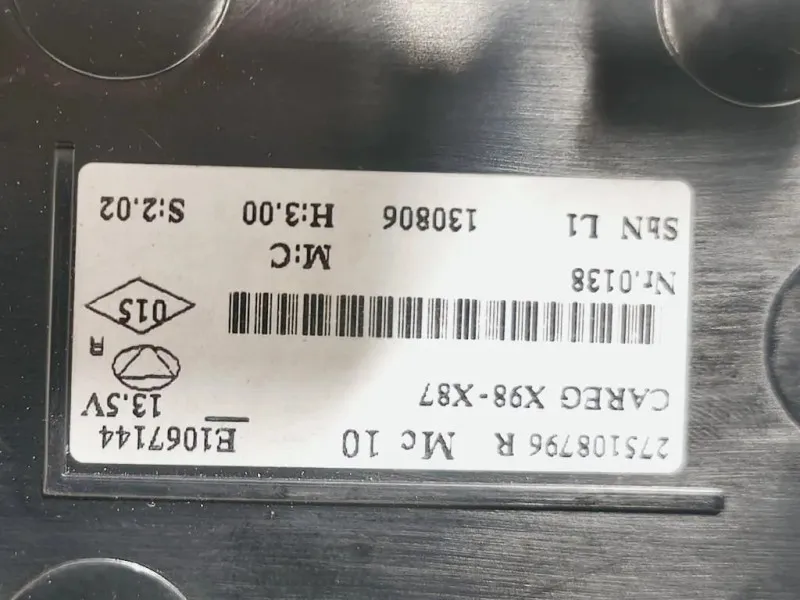 275108796 R Mc 10 E1067144
CAREG X98-X87 13.5V
R
015
Nr.0138 M:C
SbN L1 130806 H:3.00 S:2.02